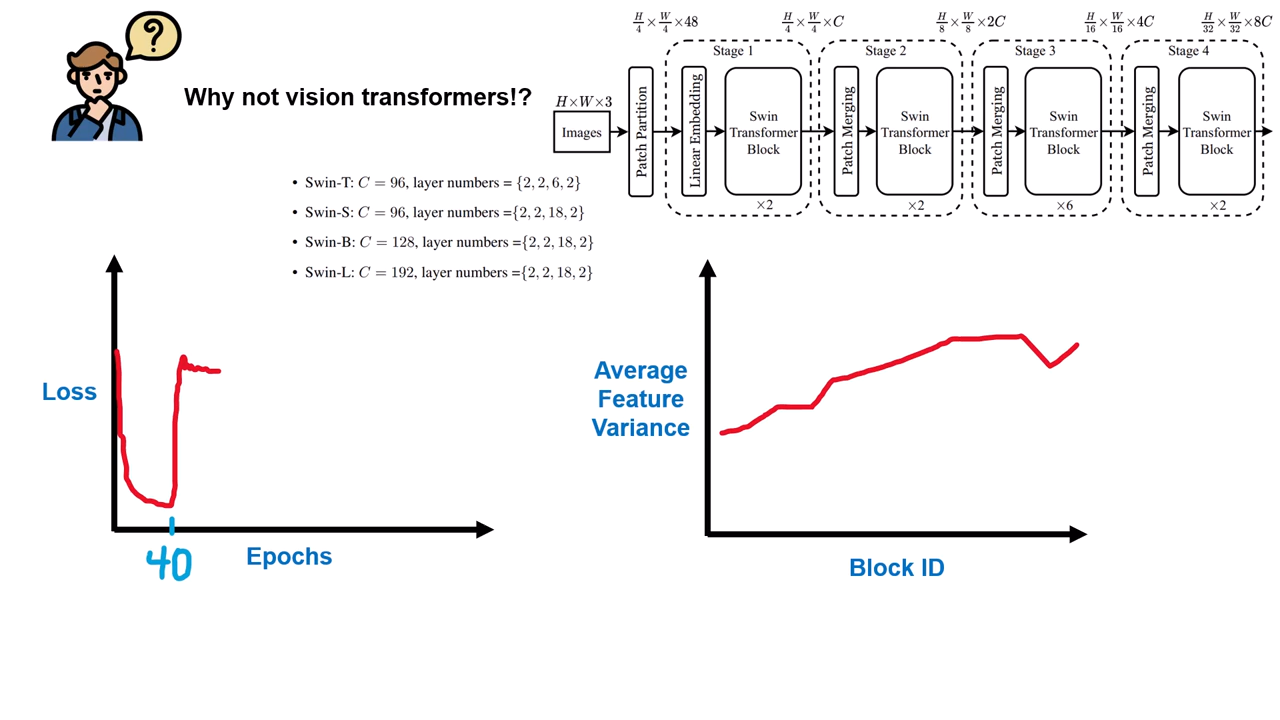 ?
Why not vision transformers!?
H/4 × W/4 × 48
H/4 × W/4 × C
H/8 × W/8 × 2C
H/16 × W/16 × 4C
H/32 × W/32 × 8C
Stage 1
Stage 2
Stage 3
Stage 4
H×W×3
Images
Patch Partition
Linear Embedding
Swin
Transformer
Block
×2
Patch Merging
Swin
Transformer
Block
×2
Patch Merging
Swin
Transformer
Block
×6
Patch Merging
Swin
Transformer
Block
×2
• Swin-T: C = 96, layer numbers = {2, 2, 6, 2}
• Swin-S: C = 96, layer numbers ={2, 2, 18, 2}
• Swin-B: C = 128, layer numbers ={2, 2, 18, 2}
• Swin-L: C = 192, layer numbers ={2, 2, 18, 2}
Loss
40
Epochs
Average
Feature
Variance
Block ID